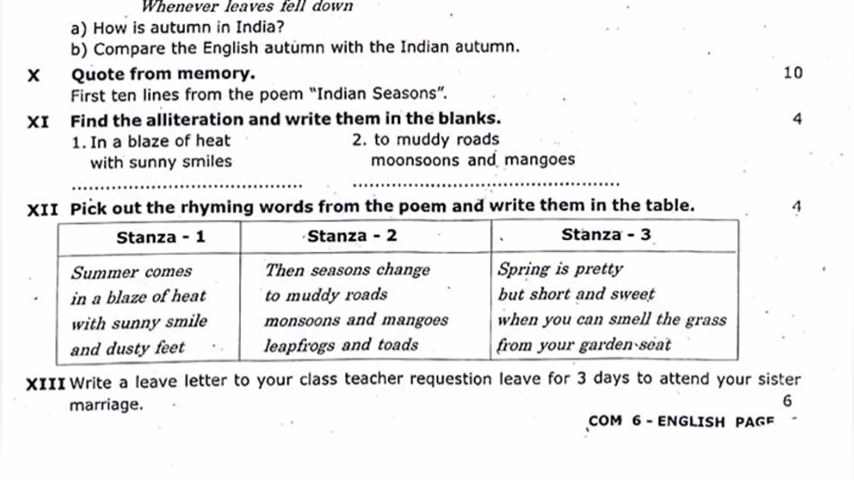 Whenever leaves fell down
a) How is autumn in India?
b) Compare the English autumn with the Indian autumn.
X Quote from memory. 10
First ten lines from the poem "Indian Seasons".
XI Find the alliteration and write them in the blanks. 4
1. In a blaze of heat 2. to muddy roads
with sunny smiles moonsoons and mangoes
XII Pick out the rhyming words from the poem and write them in the table. 4
Stanza - 1 Stanza - 2 Stanza - 3
Summer comes Then seasons change Spring is pretty
in a blaze of heat to muddy roads but short and sweet
with sunny smile monsoons and mangoes when you can smell the grass
and dusty feet leapfrogs and toads from your garden-seat
XIII Write a leave letter to your class teacher requestion leave for 3 days to attend your sister
marriage. 6
COM 6 - ENGLISH PAGE -